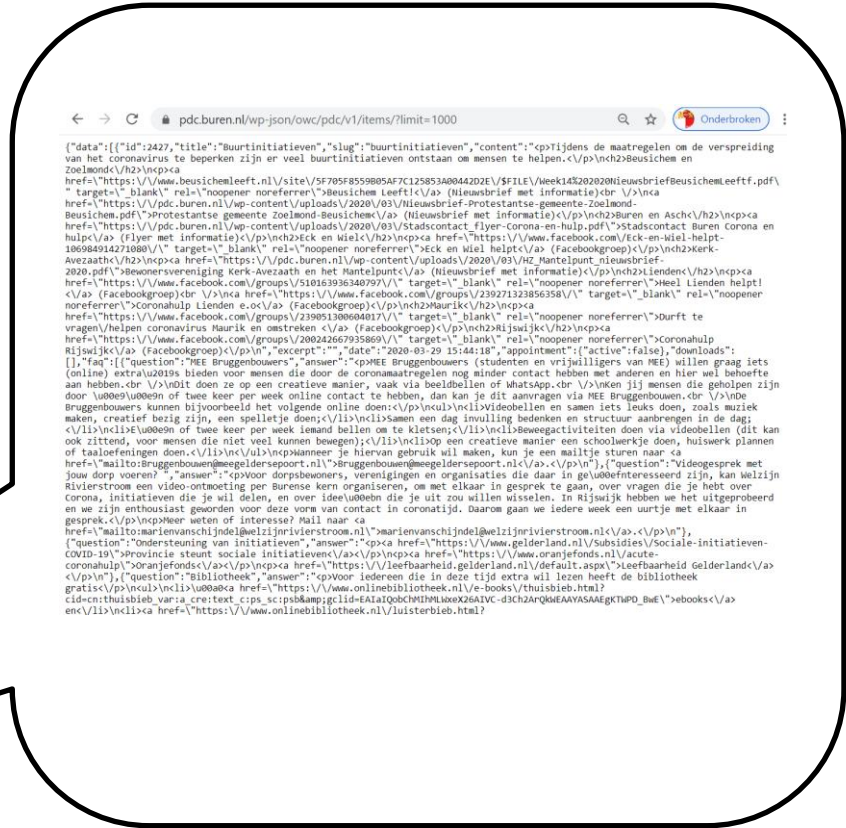 pdc.buren.nl/wp-json/owc/pdc/v1/items/?limit=1000 Onderbroken
{"data":[{"id":2427,"title":"Buurtinitiatieven","slug":"buurtinitiatieven","content":"<p>Tijdens de maatregelen om de verspreiding
van het coronavirus te beperken zijn er veel buurtinitiatieven ontstaan om mensen te helpen.<\/p>\n<h2>Beusichem en
Zoelmond<\/h2>\n<p><a
href=\"https:\/\/www.beusichemleeft.nl\/site\/5F705F8559B05AF7C125853A00442D2E\/$FILE\/Week14%202020NieuwsbriefBeusichemLeeftf.pdf\
" target=\"_blank\" rel=\"noopener noreferrer\">Beusichem Leeft!<\/a> (Nieuwsbrief met informatie)<br \/>\n<a
href=\"https:\/\/pdc.buren.nl\/wp-content\/uploads\/2020\/03\/Nieuwsbrief-Protestantse-gemeente-Zoelmond-
Beusichem.pdf\">Protestantse gemeente Zoelmond-Beusichem<\/a> (Nieuwsbrief met informatie)<\/p>\n<h2>Buren en Asch<\/h2>\n<p><a
href=\"https:\/\/pdc.buren.nl\/wp-content\/uploads\/2020\/03\/Stadscontact_flyer-Corona-en-hulp.pdf\">Stadscontact Buren Corona en
hulp<\/a> (Flyer met informatie)<\/p>\n<h2>Eck en Wiel<\/h2>\n<p><a href=\"https:\/\/www.facebook.com\/Eck-en-Wiel-helpt-
106984914271080\/\" target=\"_blank\" rel=\"noopener noreferrer\">Eck en Wiel helpt<\/a> (Facebookgroep)<\/p>\n<h2>Kerk-
Avezaath<\/h2>\n<p><a href=\"https:\/\/pdc.buren.nl\/wp-content\/uploads\/2020\/03\/HZ_Mantelpunt_nieuwsbrief-
2020.pdf\">Bewonersvereniging Kerk-Avezaath en het Mantelpunt<\/a> (Nieuwsbrief met informatie)<\/p>\n<h2>Lienden<\/h2>\n<p><a
href=\"https:\/\/www.facebook.com\/groups\/510163936340797\/\" target=\"_blank\" rel=\"noopener noreferrer\">Heel Lienden helpt!
<\/a> (Facebookgroep)<br \/>\n<a href=\"https:\/\/www.facebook.com\/groups\/2392713323856358\/\" target=\"_blank\" rel=\"noopener
noreferrer\">Coronahulp Lienden e.o<\/a> (Facebookgroep)<\/p>\n<h2>Maurik<\/h2>\n<p><a
href=\"https:\/\/www.facebook.com\/groups\/239051300604017\/\" target=\"_blank\" rel=\"noopener noreferrer\">Durft te
vragen\/helpen coronavirus Maurik en omstreken <\/a> (Facebookgroep)<\/p>\n<h2>Rijswijk<\/h2>\n<p><a
href=\"https:\/\/www.facebook.com\/groups\/200242667935869\/\" target=\"_blank\" rel=\"noopener noreferrer\">Coronahulp
Rijswijk<\/a> (Facebookgroep)<\/p>\n","excerpt":"","date":"2020-03-29 15:44:18","appointment":{"active":false},"downloads":
[],"faq":[{"question":"MEE Bruggenbouwers","answer":"<p>MEE Bruggenbouwers (studenten en vrijwilligers van MEE) willen graag iets
(online) extra\u2019s bieden voor mensen die door de coronamaatregelen nog minder contact hebben met anderen en hier wel behoefte
aan hebben.<br \/>\nDit doen ze op een creatieve manier, vaak via beeldbellen of WhatsApp.<br \/>\nKen jij mensen die geholpen zijn
door \u00e9\u00e9n of twee keer per week online contact te hebben, dan kan je dit aanvragen via MEE Bruggenbouwen.<br \/>\nDe
Bruggenbouwers kunnen bijvoorbeeld het volgende online doen:<\/p>\n<ul>\n<li>Videobellen en samen iets leuks doen, zoals muziek
maken, creatief bezig zijn, een spelletje doen;<\/li>\n<li>Samen een dag invulling bedenken en structuur aanbrengen in de dag;
<\/li>\n<li>E\u00e9n of twee keer per week iemand bellen om te kletsen;<\/li>\n<li>Beweegactiviteiten doen via videobellen (dit kan
ook zittend, voor mensen die niet veel kunnen bewegen);<\/li>\n<li>Op een creatieve manier een schoolwerkje doen, huiswerk plannen
of taaloefeningen doen.<\/li>\n<\/ul>\n<p>Wanneer je hiervan gebruik wil maken, kun je een mailtje sturen naar <a
href=\"mailto:Bruggenbouwen@meegeldersepoort.nl\">Bruggenbouwen@meegeldersepoort.nl<\/a>.<\/p>\n"},{"question":"Videogesprek met
jouw dorp voeren? ","answer":"<p>Voor dorpsbewoners, verenigingen en organisaties die daar in ge\u00efnteresseerd zijn, kan Welzijn
Rivierstroom een video-ontmoeting per Burense kern organiseren, om met elkaar in gesprek te gaan, over vragen die je hebt over
Corona, initiatieven die je wil delen, en over idee\u00ebn die je uit zou willen wisselen. In Rijswijk hebben we het uitgeprobeerd
en we zijn enthousiast geworden voor deze vorm van contact in coronatijd. Daarom gaan we iedere week een uurtje met elkaar in
gesprek.<\/p>\n<p>Meer weten of interesse? Mail naar <a
href=\"mailto:marienvanschijndel@welzijnrivierstroom.nl\">marienvanschijndel@welzijnrivierstroom.nl<\/a>.<\/p>\n"},
{"question":"Ondersteuning van initiatieven","answer":"<p><a href=\"https:\/\/www.gelderland.nl\/Subsidies\/Sociale-initiatieven-
COVID-19\">Provincie steunt sociale initiatieven<\/a><\/p>\n<p><a href=\"https:\/\/www.oranjefonds.nl\/acute-
coronahulp\">Oranjefonds<\/a><\/p>\n<p><a href=\"https:\/\/leefbaarheid.gelderland.nl\/default.aspx\">Leefbaarheid Gelderland<\/a>
<\/p>\n"},{"question":"Bibliotheek","answer":"<p>Voor iedereen die in deze tijd extra wil lezen heeft de bibliotheek
gratis<\/p>\n<ul>\n<li>\u00a0<a href=\"https:\/\/www.onlinebibliotheek.nl\/e-books\/thuisbieb.html?
cid=cn:thuisbieb_var:a_cre:text_c:ps_sc:psb&amp;gclid=EAIaIQobChMIhMLWxeX26AIVC-d3Ch2ArQkWEAAYASAAEgKTWPD_BwE\">ebooks<\/a>
en<\/li>\n<li><a href=\"https:\/\/www.onlinebibliotheek.nl\/luisterbieb.html?